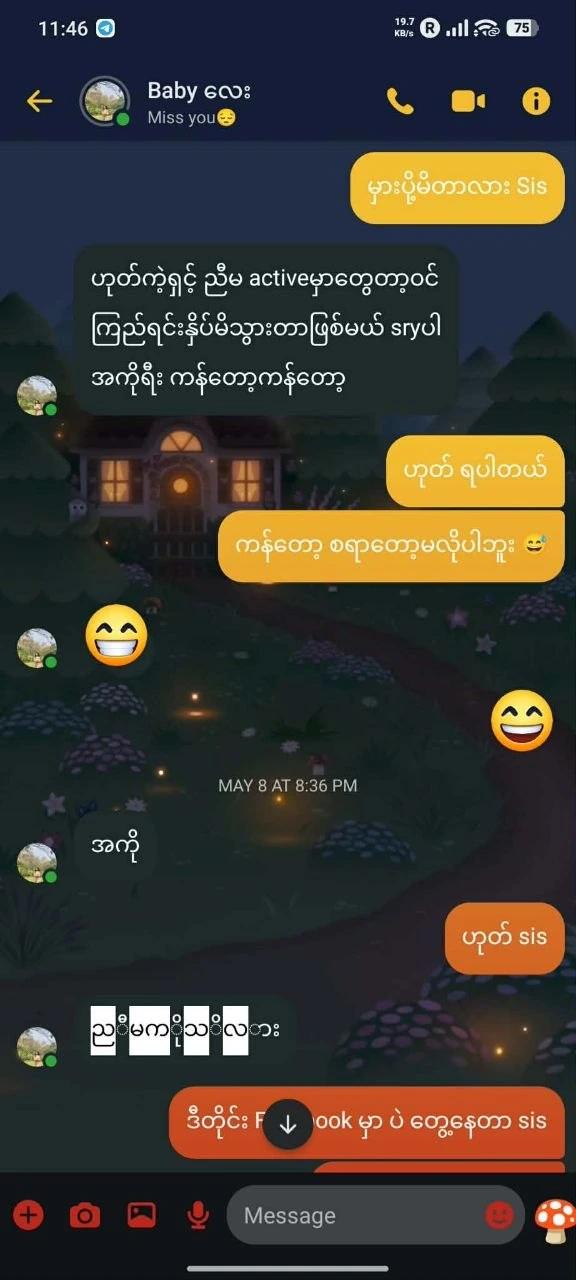 11:46
19.7
KB/s
R
75
Baby လေး
Miss you😔
မှားပို့မိတာလား Sis
ဟုတ်ကဲ့ရှင့် ညီမ activeမှာတွေတာ့ဝင်
ကြည်ရင်းနှိပ်မိသွားတာဖြစ်မယ် sryပါ
အကိုရီး ကန်တော့ကန်တော့
ဟုတ် ရပါတယ်
ကန်တော့ စရာတော့မလိုပါဘူး 😅
😁
😄
MAY 8 AT 8:36 PM
အကို
ဟုတ် sis
ညီမကိုသိလား
ဒီတိုင်း F ook မှာ ပဲ တွေ့နေတာ sis
Message